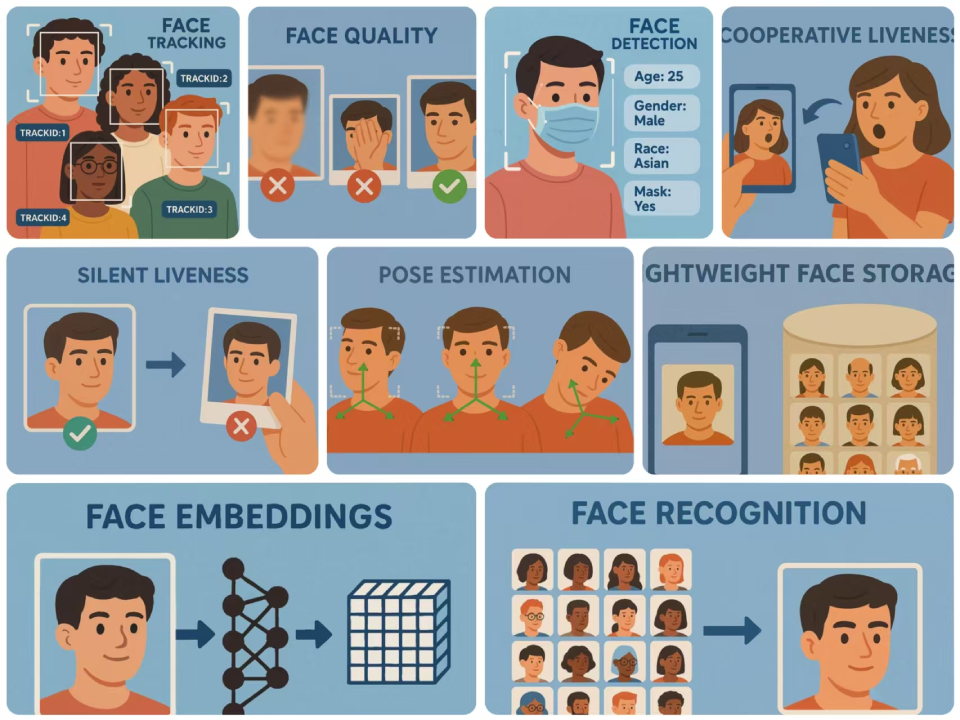 FACE
TRACKING
TRACKID:2
TRACKID:1
TRACKID:3
TRACKID:4
FACE QUALITY
FACE
DETECTION
Age: 25
Gender:
Male
Race:
Asian
Mask:
Yes
COOPERATIVE LIVENESS
SILENT LIVENESS
POSE ESTIMATION
GHTWEIGHT FACE STORAG
FACE EMBEDDINGS
FACE RECOGNITION